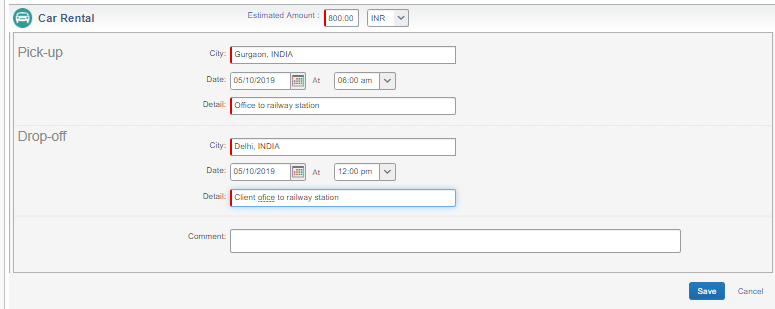 Car Rental Estimated Amount : 800.00 INR
Pick-up
City: Gurgaon, INDIA
Date: 05/10/2019 At 06:00 am
Detail: Office to railway station
Drop-off
City: Delhi, INDIA
Date: 05/10/2019 At 12:00 pm
Detail: Client ofice to railway station
Comment:
Save Cancel